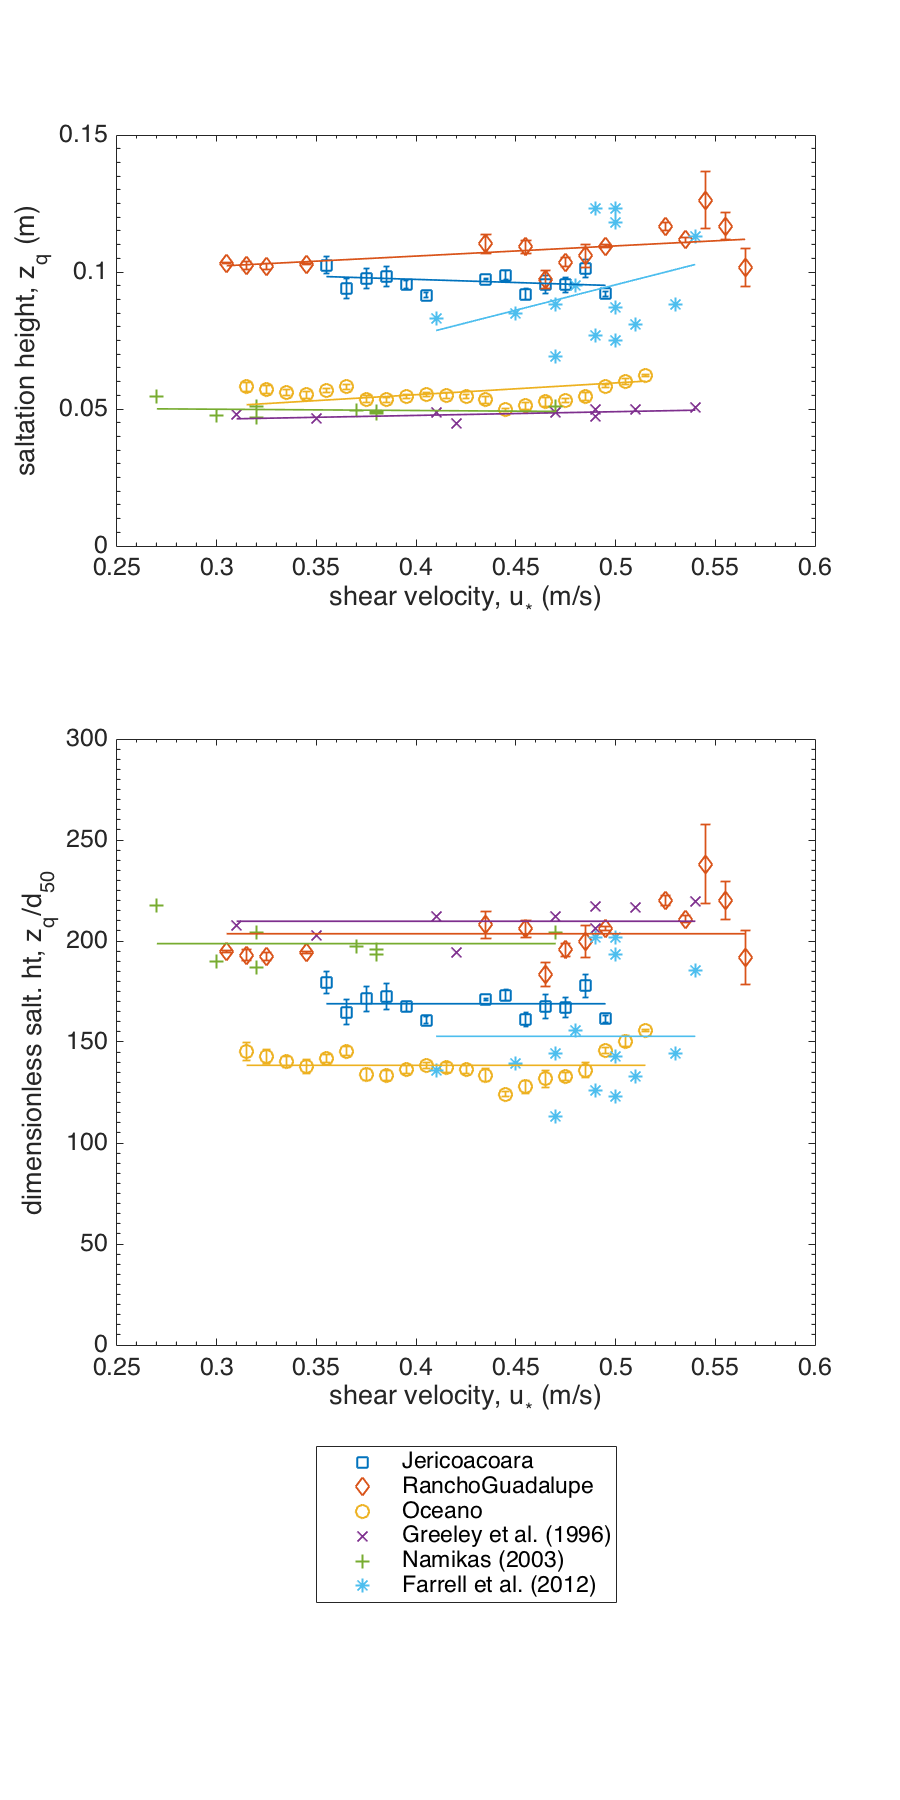 0.15
0.1
0.05
0
saltation height, z_q (m)
0.25 0.3 0.35 0.4 0.45 0.5 0.55 0.6
shear velocity, u_* (m/s)
300
250
200
150
100
50
0
dimensionless salt. ht, z_q/d_50
0.25 0.3 0.35 0.4 0.45 0.5 0.55 0.6
shear velocity, u_* (m/s)
Jericoacoara
RanchoGuadalupe
Oceano
Greeley et al. (1996)
Namikas (2003)
Farrell et al. (2012)